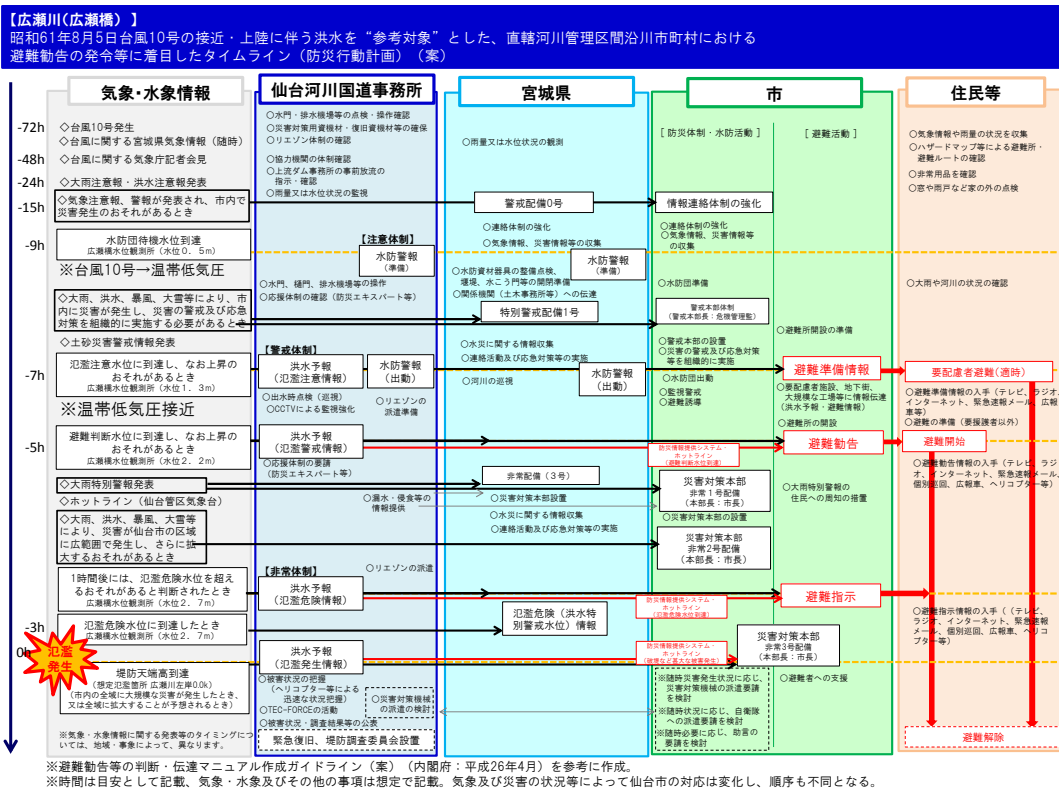 【広瀬川(広瀬橋) 】
昭和61年8月5日台風10号の接近・上陸に伴う洪水を“参考対象”とした、直轄河川管理区間沿川市町村における
避難勧告の発令等に着目したタイムライン（防災行動計画）（案）
気象・水象情報
仙台河川国道事務所
宮城県
市
住民等
-72h
-48h
-24h
-15h
-9h
-7h
-5h
-3h
0h
◇台風10号発生
◇台風に関する宮城県気象情報（随時）
◇台風に関する気象庁記者会見
◇大雨注意報・洪水注意報発表
◇気象注意報、警報が発表され、市内で
災害発生のおそれがあるとき
水防団待機水位到達
広瀬橋水位観測所（水位０．５m）
※台風10号→温帯低気圧
◇大雨、洪水、暴風、大雪等により、市
内に災害が発生し、災害の警戒及び応急
対策を組織的に実施する必要があるとき
◇土砂災害警戒情報発表
氾濫注意水位に到達し、なお上昇の
おそれがあるとき
広瀬橋水位観測所（水位１．３m）
※温帯低気圧接近
避難判断水位に到達し、なお上昇の
おそれがあるとき
広瀬橋水位観測所（水位２．２m）
◇大雨特別警報発表
◇ホットライン（仙台管区気象台）
◇大雨、洪水、暴風、大雪等
により、災害が仙台市の区域
に広範囲で発生し、さらに拡
大するおそれがあるとき
1時間後には、氾濫危険水位を超え
るおそれがあると判断されたとき
広瀬橋水位観測所（水位２．７m）
氾濫危険水位に到達したとき
広瀬橋水位観測所（水位２．７m）
氾濫
発生
堤防天端高到達
（想定氾濫箇所 広瀬川左岸0.0k)
（市内の全域に大規模な災害が発生したとき、
又は全域に拡大することが予想されるとき）
※気象・水象情報に関する発表等のタイミングにつ
いては、地域・事象によって、異なります。
○水門・排水機場等の点検・操作確認
○災害対策用資機材・復旧資機材等の確保
○リエゾン体制の確認
○協力機関の体制確認
○上流ダム事務所の事前放流の
指示・確認
○雨量又は水位状況の監視
【注意体制】
水防警報
（準備）
○水門、樋門、排水機場等の操作
○応援体制の確認（防災エキスパート等）
【警戒体制】
洪水予報
（氾濫注意情報）
水防警報
（出動）
○出水時点検（巡視）
○CCTVによる監視強化
○リエゾンの
派遣準備
洪水予報
（氾濫警戒情報）
○応援体制の要請
（防災エキスパート等）
○漏水・侵食等の
情報提供
【非常体制】
○リエゾンの派遣
洪水予報
（氾濫危険情報）
洪水予報
（氾濫発生情報）
○被害状況の把握
（ヘリコプター等による
迅速な状況把握）
○TEC-FORCEの活動
○災害対策機械
の派遣の検討
○被害状況・調査結果等の公表
緊急復旧、堤防調査委員会設置
○雨量又は水位状況の観測
警戒配備0号
○連絡体制の強化
○気象情報、災害情報等の収集
水防警報
（準備）
○水防資材器具の整備点検、
堰堤、水こう門等の開閉準備
○関係機関（土木事務所等）への伝達
特別警戒配備1号
○水災に関する情報収集
○連絡活動及び応急対策等の実施
水防警報
（出動）
○河川の巡視
非常配備（３号）
○災害対策本部設置
○水災に関する情報収集
○連絡活動及び応急対策等の実施
氾濫危険（洪水特
別警戒水位）情報
[ 防災体制・水防活動 ]
[ 避難活動 ]
情報連絡体制の強化
○連絡体制の強化
○気象情報、災害情報等
の収集
○水防団準備
警戒本部体制
（警戒本部長：危機管理監）
○避難所開設の準備
○警戒本部の設置
○災害の警戒及び応急対策
等を組織的に実施
○水防団出動
○監視警戒
○避難誘導
避難準備情報
○要配慮者施設、地下街、
大規模な工場等に情報伝達
（洪水予報・避難情報）
○避難所の開設
防災情報提供システム・
ホットライン
（避難判断水位到達）
避難勧告
災害対策本部
非常1号配備
（本部長：市長）
○大雨特別警報の
住民への周知の措置
○災害対策本部の設置
災害対策本部
非常2号配備
（本部長：市長）
防災情報提供システム・
ホットライン
（氾濫危険水位到達）
避難指示
防災情報提供システム・
ホットライン
（破堤など甚大な被害発生）
災害対策本部
非常3号配備
（本部長：市長）
※随時災害発生状況に応じ、
災害対策機械の派遣要請
を検討
※随時状況に応じ、自衛隊
への派遣要請を検討
※随時必要に応じ、助言の
要請を検討
○避難者への支援
○気象情報や雨量の状況を収集
○ハザードマップ等による避難所・
避難ルートの確認
○非常用品を確認
○窓や雨戸など家の外の点検
○大雨や河川の状況の確認
要配慮者避難(適時)
○避難準備情報の入手（テレビ、ラジオ、
インターネット、緊急速報メール、広報
車等）
○避難の準備（要援護者以外）
避難開始
○避難勧告情報の入手（テレビ、ラジ
オ、インターネット、緊急速報メール、
個別巡回、広報車、ヘリコプター等）
○避難指示情報の入手（（テレビ、
ラジオ、インターネット、緊急速報
メール、個別巡回、広報車、ヘリコ
プター等）
避難解除
※避難勧告等の判断・伝達マニュアル作成ガイドライン（案）（内閣府：平成26年4月）を参考に作成。
※時間は目安として記載、気象・水象及びその他の事項は想定で記載。気象及び災害の状況等によって仙台市の対応は変化し、順序も不同となる。